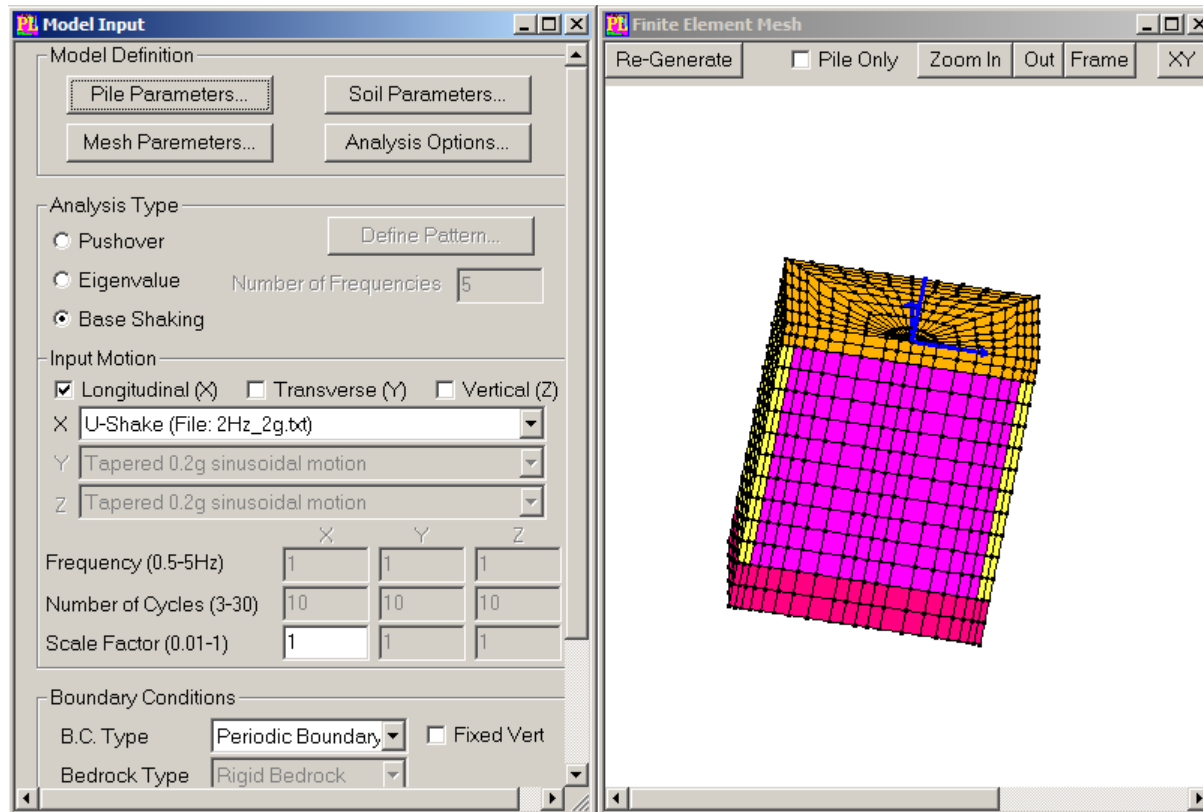 PL Model Input
Model Definition
Pile Parameters... Soil Parameters...
Mesh Paremeters... Analysis Options...
Analysis Type
Pushover Define Pattern...
Eigenvalue Number of Frequencies 5
Base Shaking
Input Motion
Longitudinal (X) Transverse (Y) Vertical (Z)
X U-Shake (File: 2Hz_2g.txt)
Y Tapered 0.2g sinusoidal motion
Z Tapered 0.2g sinusoidal motion
X Y Z
Frequency (0.5-5Hz) 1 1 1
Number of Cycles (3-30) 10 10 10
Scale Factor (0.01-1) 1 1 1
Boundary Conditions
B.C. Type Periodic Boundary Fixed Vert
Bedrock Type Rigid Bedrock
PL Finite Element Mesh
Re-Generate Pile Only Zoom In Out Frame XY